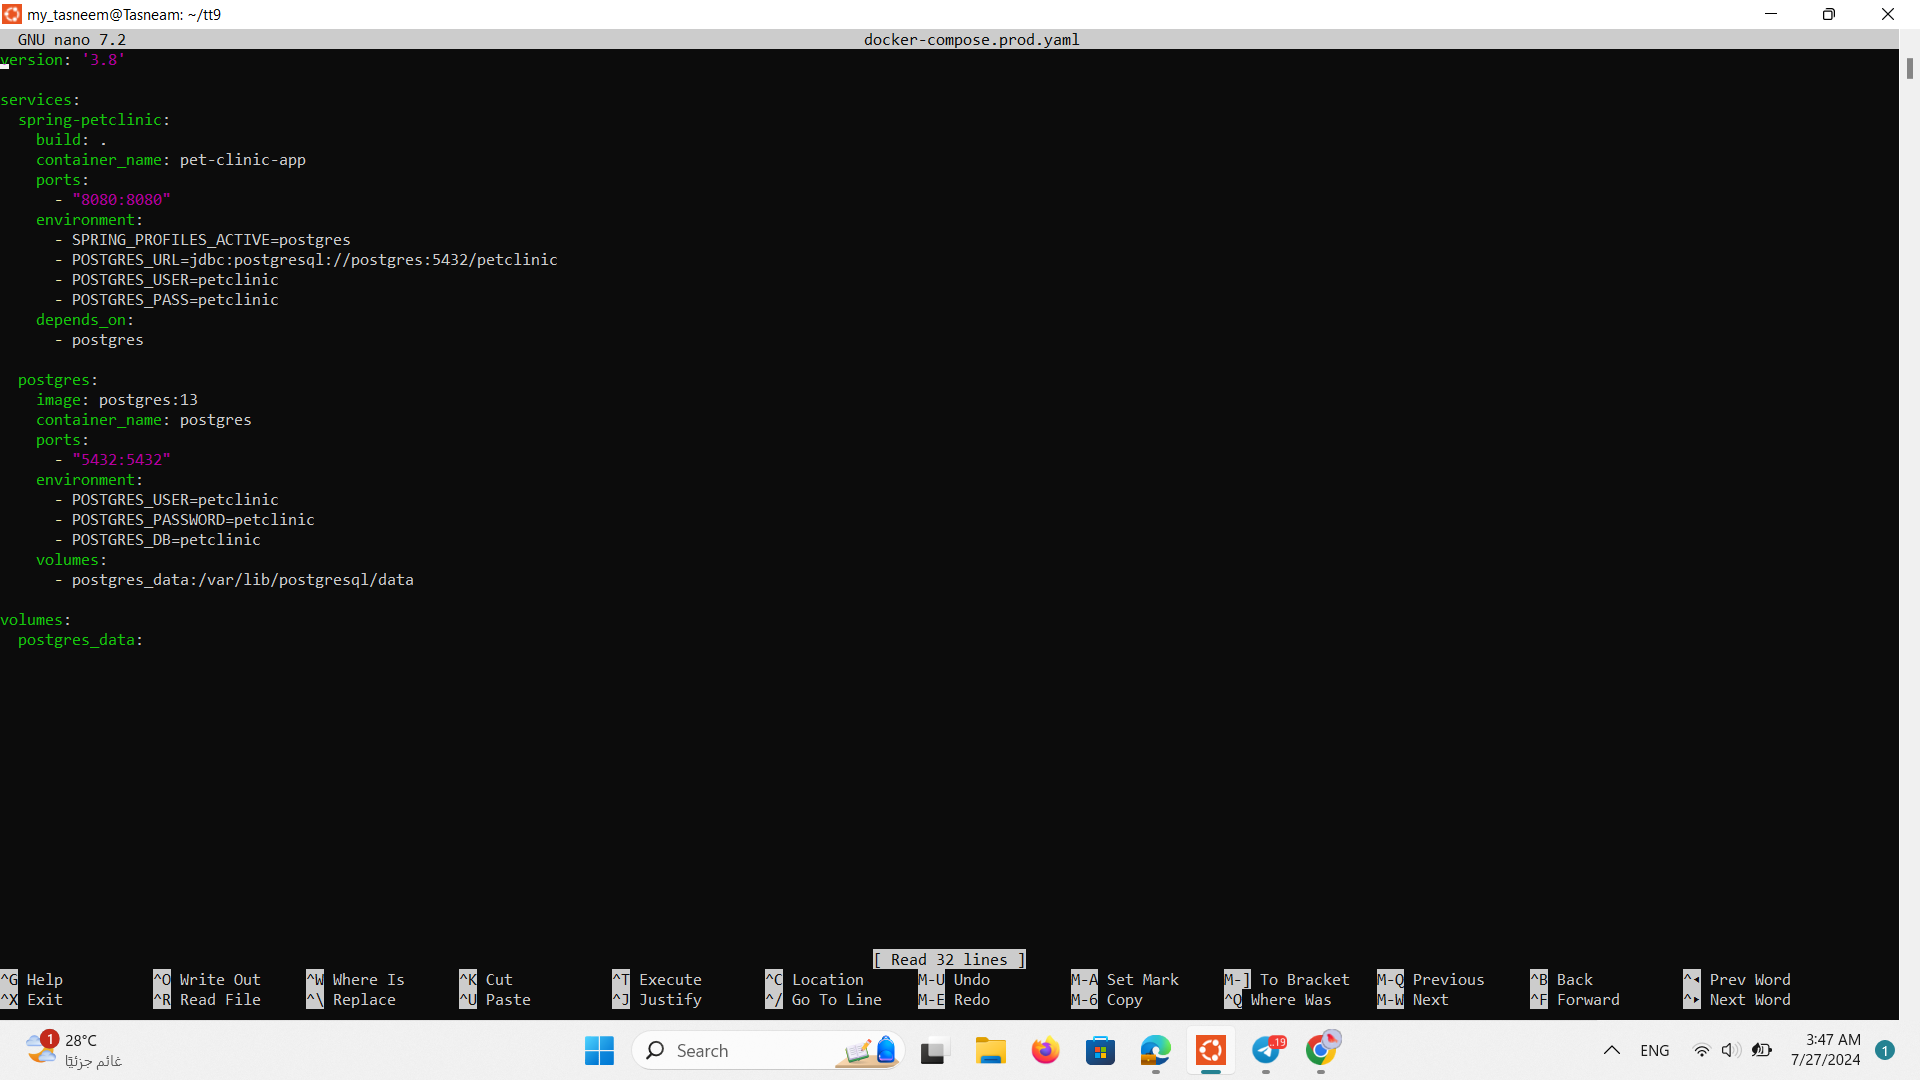 my_tasneem@Tasneam: ~/tt9
GNU nano 7.2 docker-compose.prod.yaml
version: '3.8'
services:
  spring-petclinic:
    build: .
    container_name: pet-clinic-app
    ports:
      - "8080:8080"
    environment:
      - SPRING_PROFILES_ACTIVE=postgres
      - POSTGRES_URL=jdbc:postgresql://postgres:5432/petclinic
      - POSTGRES_USER=petclinic
      - POSTGRES_PASS=petclinic
    depends_on:
      - postgres
  postgres:
    image: postgres:13
    container_name: postgres
    ports:
      - "5432:5432"
    environment:
      - POSTGRES_USER=petclinic
      - POSTGRES_PASSWORD=petclinic
      - POSTGRES_DB=petclinic
    volumes:
      - postgres_data:/var/lib/postgresql/data
volumes:
  postgres_data:
[ Read 32 lines ]
^G Help ^O Write Out ^W Where Is ^K Cut ^T Execute ^C Location M-U Undo M-A Set Mark M-] To Bracket M-Q Previous ^B Back ^◂ Prev Word
^X Exit ^R Read File ^\ Replace ^U Paste ^J Justify ^/ Go To Line M-E Redo M-6 Copy ^Q Where Was M-W Next ^F Forward ^▸ Next Word
1
28°C
غائم جزئيًا
Search
..19
ENG
3:47 AM
7/27/2024
1